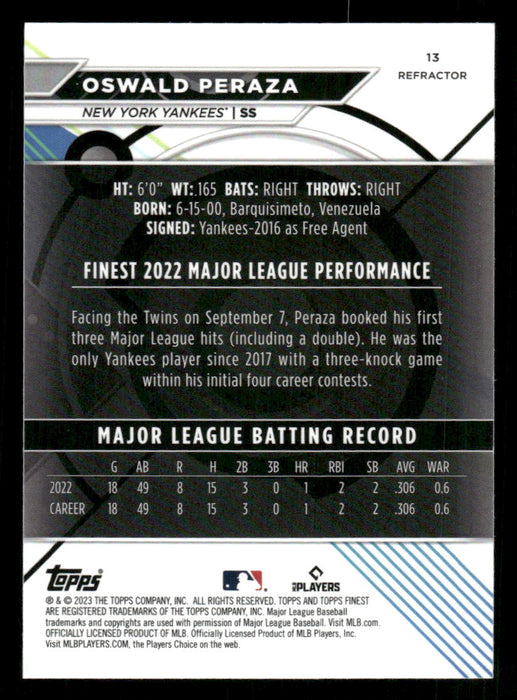 13
REFRACTOR
OSWALD PERAZA
NEW YORK YANKEES® | SS
HT: 6'0" WT:.165 BATS: RIGHT THROWS: RIGHT
BORN: 6-15-00, Barquisimeto, Venezuela
SIGNED: Yankees-2016 as Free Agent
FINEST 2022 MAJOR LEAGUE PERFORMANCE
Facing the Twins on September 7, Peraza booked his first
three Major League hits (including a double). He was the
only Yankees player since 2017 with a three-knock game
within his initial four career contests.
MAJOR LEAGUE BATTING RECORD
G AB R H 2B 3B HR RBI SB AVG WAR
2022 18 49 8 15 3 0 1 2 2 .306 0.6
CAREER 18 49 8 15 3 0 1 2 2 .306 0.6
Topps
PLAYERS
® & © 2023 THE TOPPS COMPANY, INC. ALL RIGHTS RESERVED. TOPPS AND TOPPS FINEST
ARE REGISTERED TRADEMARKS OF THE TOPPS COMPANY, INC. Major League Baseball
trademarks and copyrights are used with permission of Major League Baseball. Visit MLB.com.
OFFICIALLY LICENSED PRODUCT OF MLB. Officially Licensed Product of MLB Players, Inc.
Visit MLBPLAYERS.com, the Players Choice on the web.